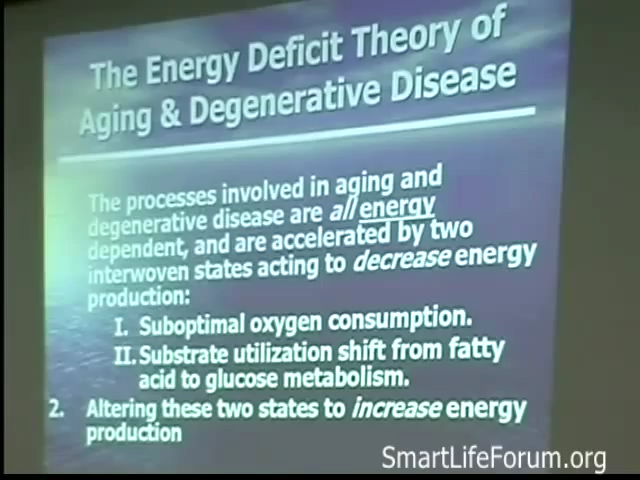 The Energy Deficit Theory of
Aging & Degenerative Disease
The processes involved in aging and
degenerative disease are all energy
dependent, and are accelerated by two
interwoven states acting to decrease energy
production:
I. Suboptimal oxygen consumption.
II. Substrate utilization shift from fatty
acid to glucose metabolism.
2. Altering these two states to increase energy
production
SmartLifeForum.org